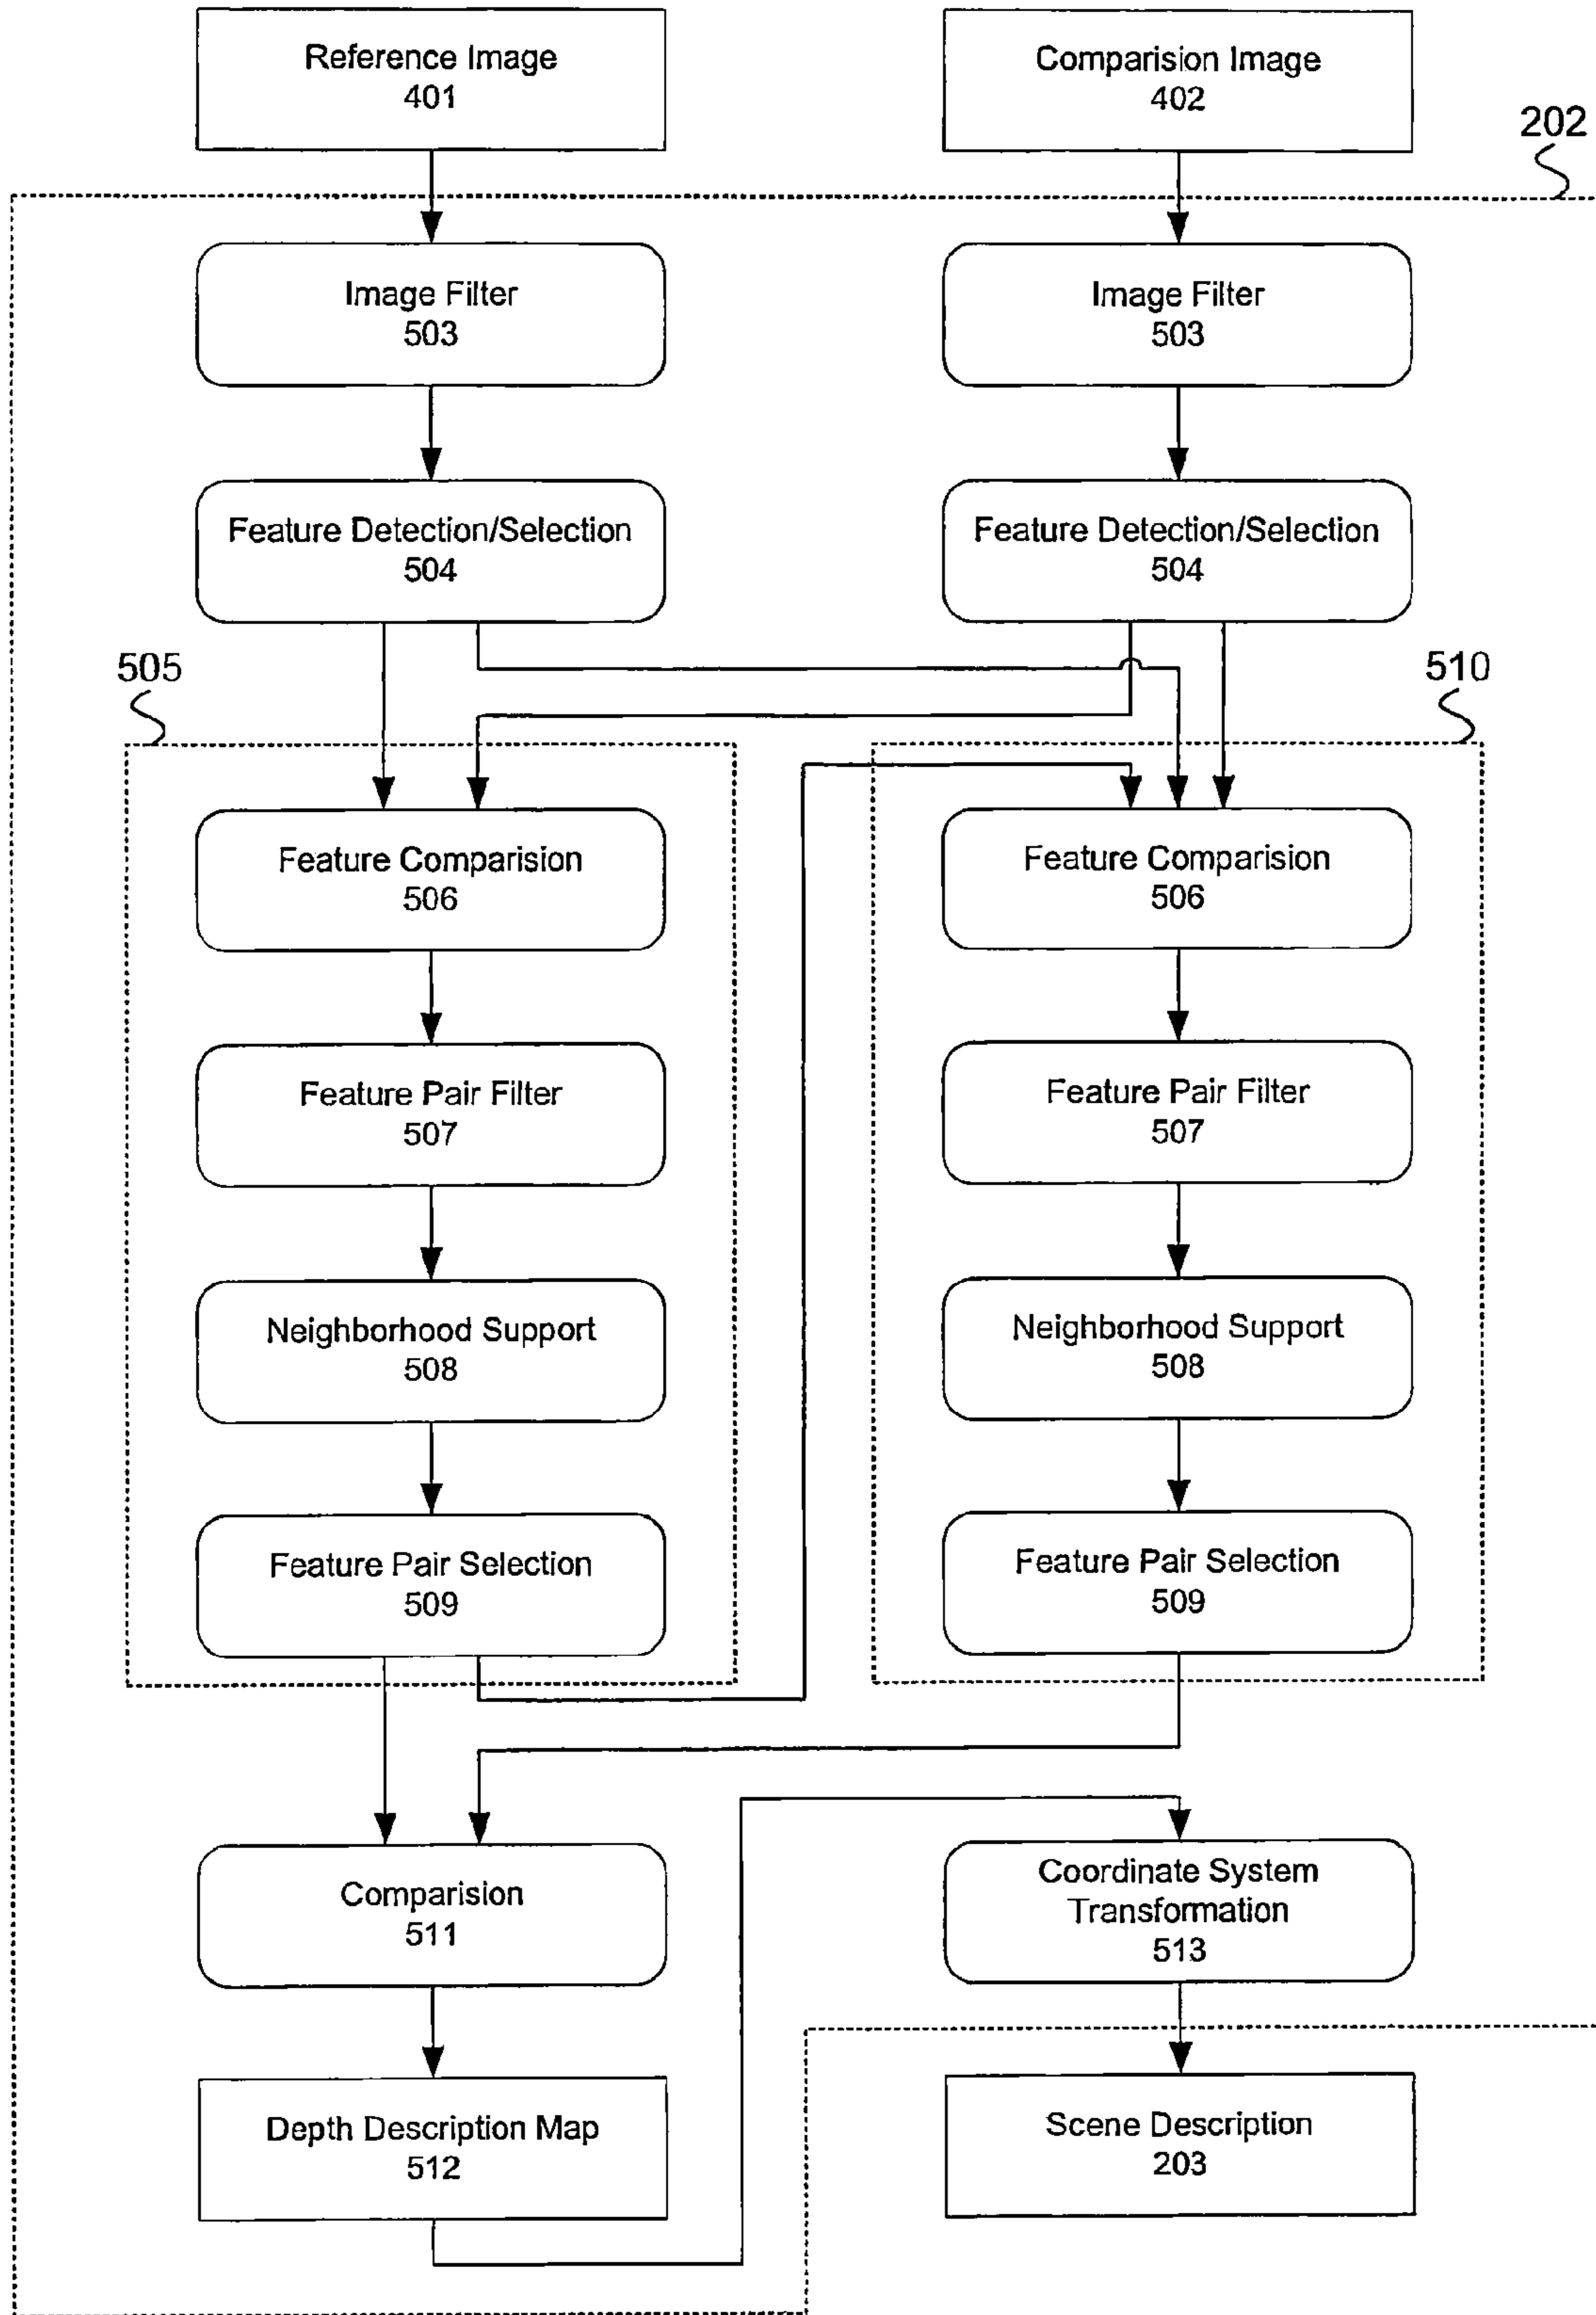 Reference Image
401
Comparision Image
402
202
Image Filter
503
Image Filter
503
Feature Detection/Selection
504
Feature Detection/Selection
504
505
510
Feature Comparision
506
Feature Comparision
506
Feature Pair Filter
507
Feature Pair Filter
507
Neighborhood Support
508
Neighborhood Support
508
Feature Pair Selection
509
Feature Pair Selection
509
Comparision
511
Coordinate System
Transformation
513
Depth Description Map
512
Scene Description
203